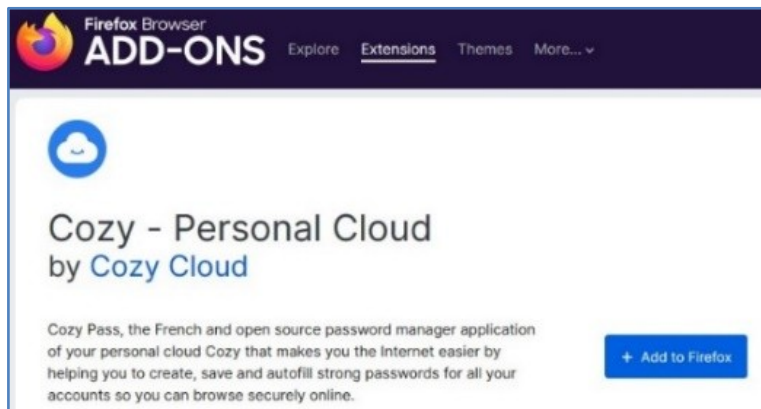 Firefox Browser
ADD-ONS
Explore Extensions Themes More...
Cozy - Personal Cloud
by Cozy Cloud
Cozy Pass, the French and open source password manager application
of your personal cloud Cozy that makes you the Internet easier by
helping you to create, save and autofill strong passwords for all your
accounts so you can browse securely online.
+ Add to Firefox